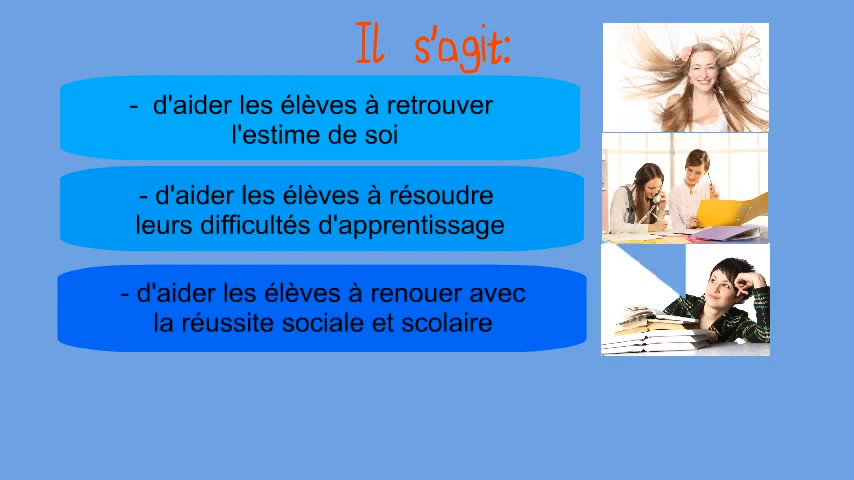 Il s'agit:
- d'aider les élèves à retrouver
l'estime de soi
- d'aider les élèves à résoudre
leurs difficultés d'apprentissage
- d'aider les élèves à renouer avec
la réussite sociale et scolaire